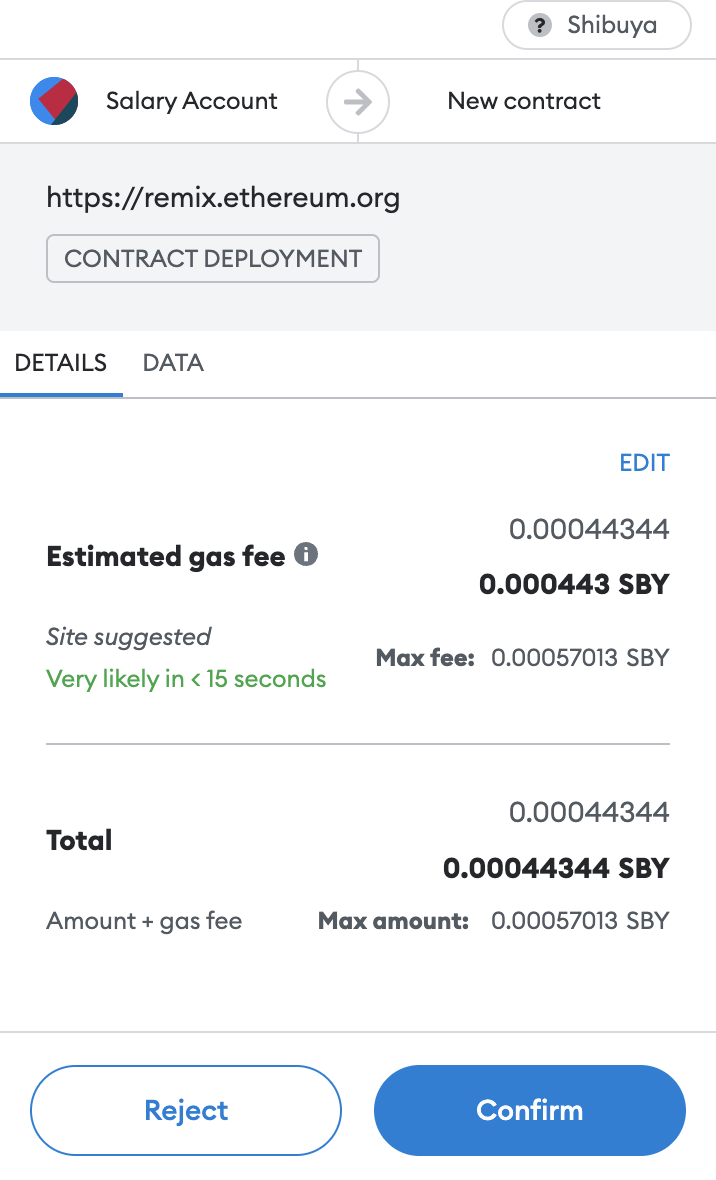 Shibuya
Salary Account
New contract
https://remix.ethereum.org
CONTRACT DEPLOYMENT
DETAILS DATA
EDIT
0.00044344
Estimated gas fee
0.000443 SBY
Site suggested
Max fee: 0.00057013 SBY
Very likely in < 15 seconds
0.00044344
Total
0.00044344 SBY
Amount + gas fee Max amount: 0.00057013 SBY
Reject Confirm